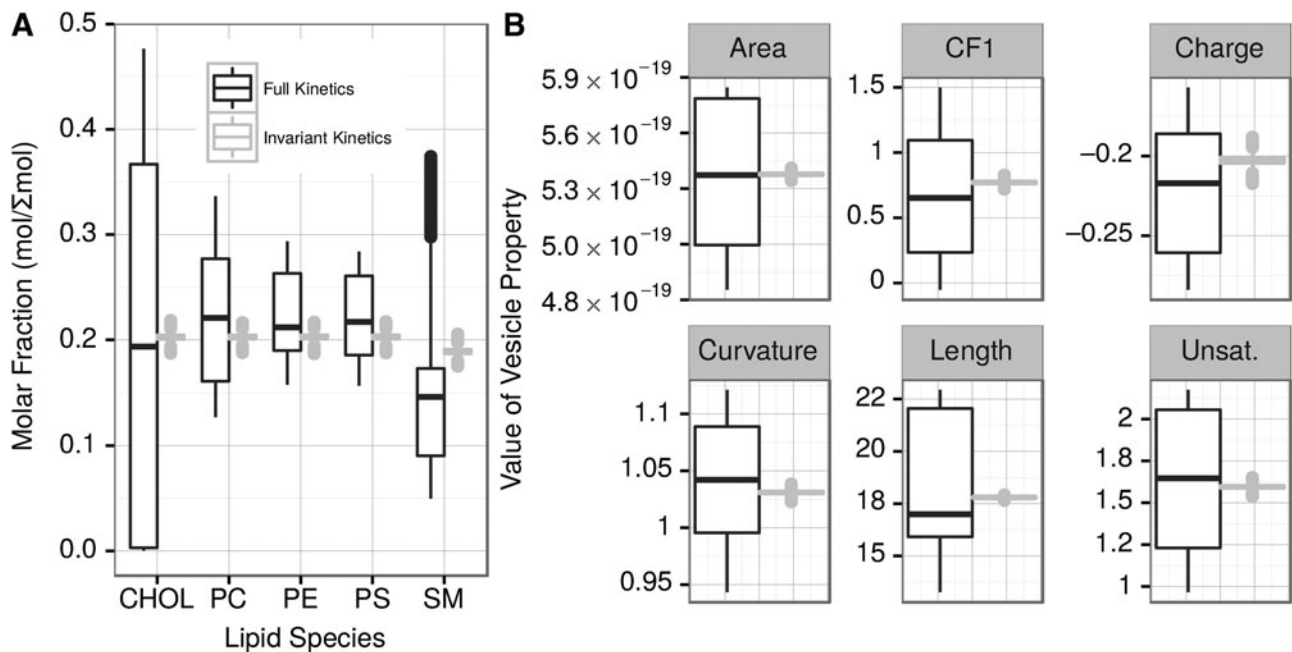 A
Molar Fraction (mol/Σmol)
0.5
0.4
0.3
0.2
0.1
0.0
Full Kinetics
Invariant Kinetics
CHOL PC PE PS SM
Lipid Species
B
Value of Vesicle Property
Area
5.9 × 10⁻¹⁹
5.6 × 10⁻¹⁹
5.3 × 10⁻¹⁹
5.0 × 10⁻¹⁹
4.8 × 10⁻¹⁹
CF1
1.5
1
0.5
0
Charge
−0.2
−0.25
Curvature
1.1
1.05
1
0.95
Length
22
20
18
15
Unsat.
2
1.8
1.5
1.2
1